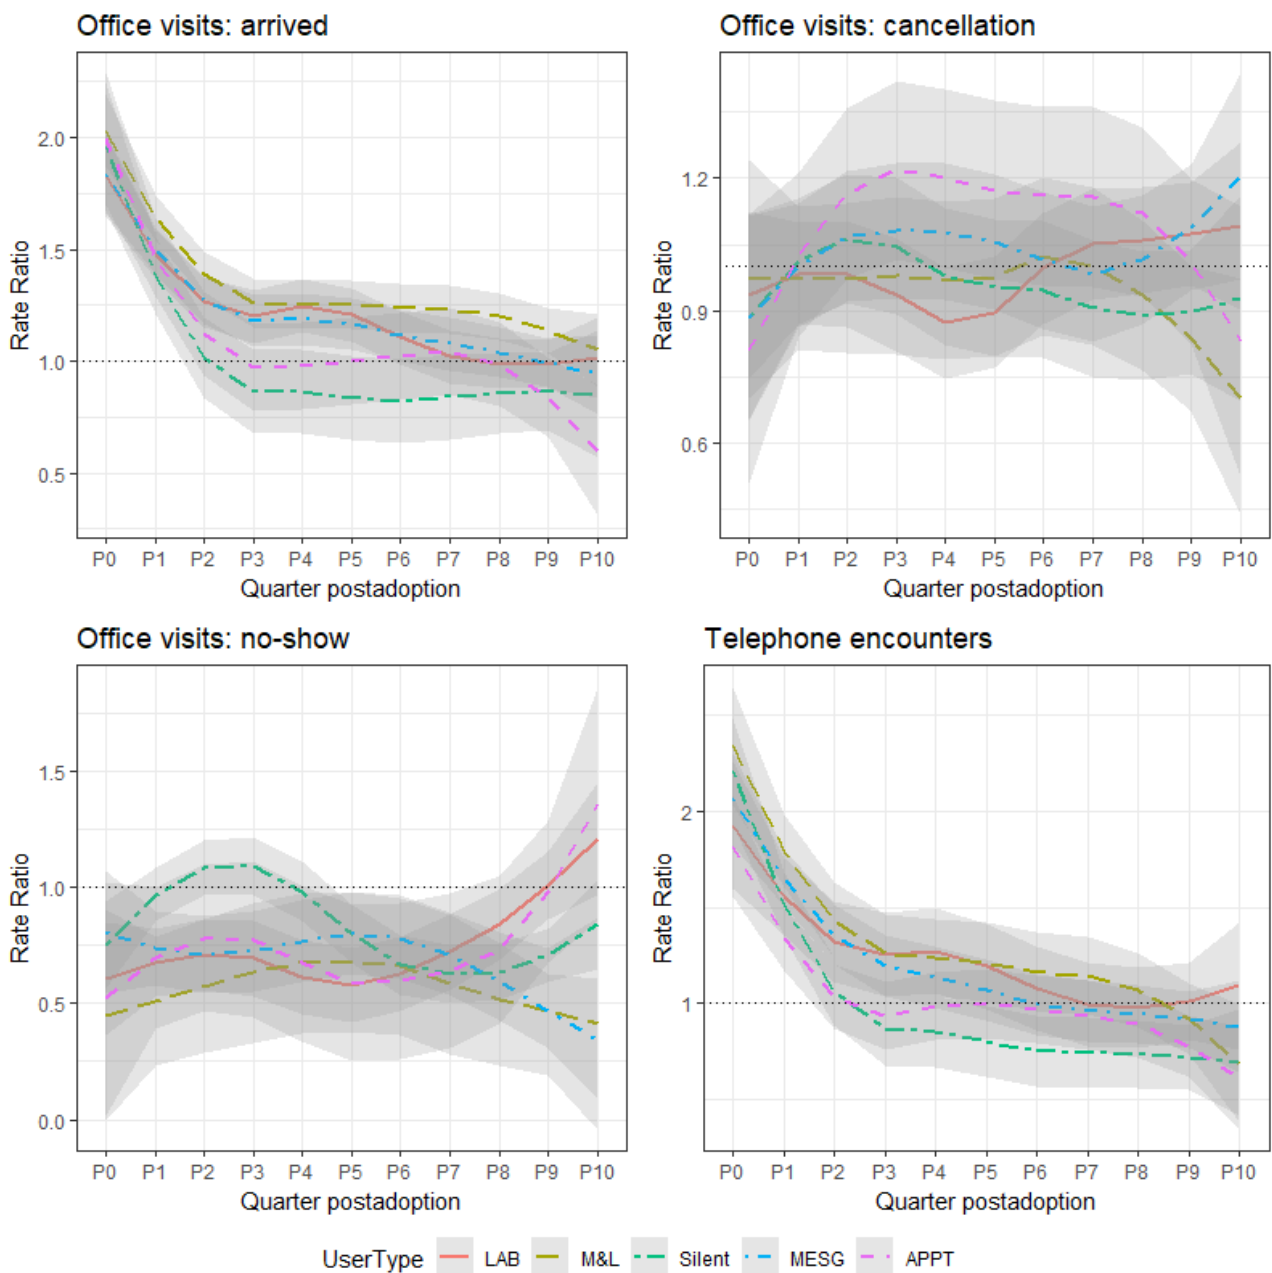 Office visits: arrived
Rate Ratio
2.0
1.5
1.0
0.5
P0 P1 P2 P3 P4 P5 P6 P7 P8 P9 P10
Quarter postadoption
Office visits: cancellation
Rate Ratio
1.2
0.9
0.6
P0 P1 P2 P3 P4 P5 P6 P7 P8 P9 P10
Quarter postadoption
Office visits: no-show
Rate Ratio
1.5
1.0
0.5
0.0
P0 P1 P2 P3 P4 P5 P6 P7 P8 P9 P10
Quarter postadoption
Telephone encounters
Rate Ratio
2
1
P0 P1 P2 P3 P4 P5 P6 P7 P8 P9 P10
Quarter postadoption
UserType LAB M&L Silent MESG APPT